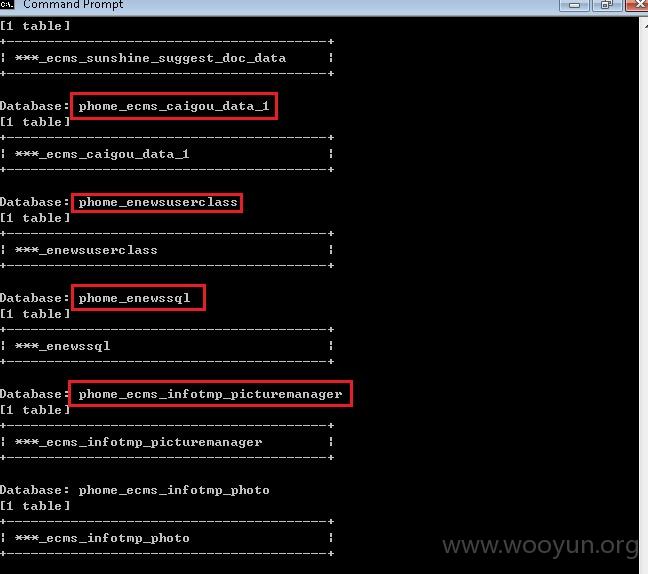 Command Prompt
[1 table]
+---------------------------------------+
| ***_ecms_sunshine_suggest_doc_data |
+---------------------------------------+
Database: phome_ecms_caigou_data_1
[1 table]
+---------------------------------------+
| ***_ecms_caigou_data_1 |
+---------------------------------------+
Database: phome_enewsuserclass
[1 table]
+---------------------------------------+
| ***_enewsuserclass |
+---------------------------------------+
Database: phome_enewssql
[1 table]
+---------------------------------------+
| ***_enewssql |
+---------------------------------------+
Database: phome_ecms_infotmp_picturemanager
[1 table]
+---------------------------------------+
| ***_ecms_infotmp_picturemanager |
+---------------------------------------+
Database: phome_ecms_infotmp_photo
[1 table]
+---------------------------------------+
| ***_ecms_infotmp_photo |
+---------------------------------------+
www.wooyun.org